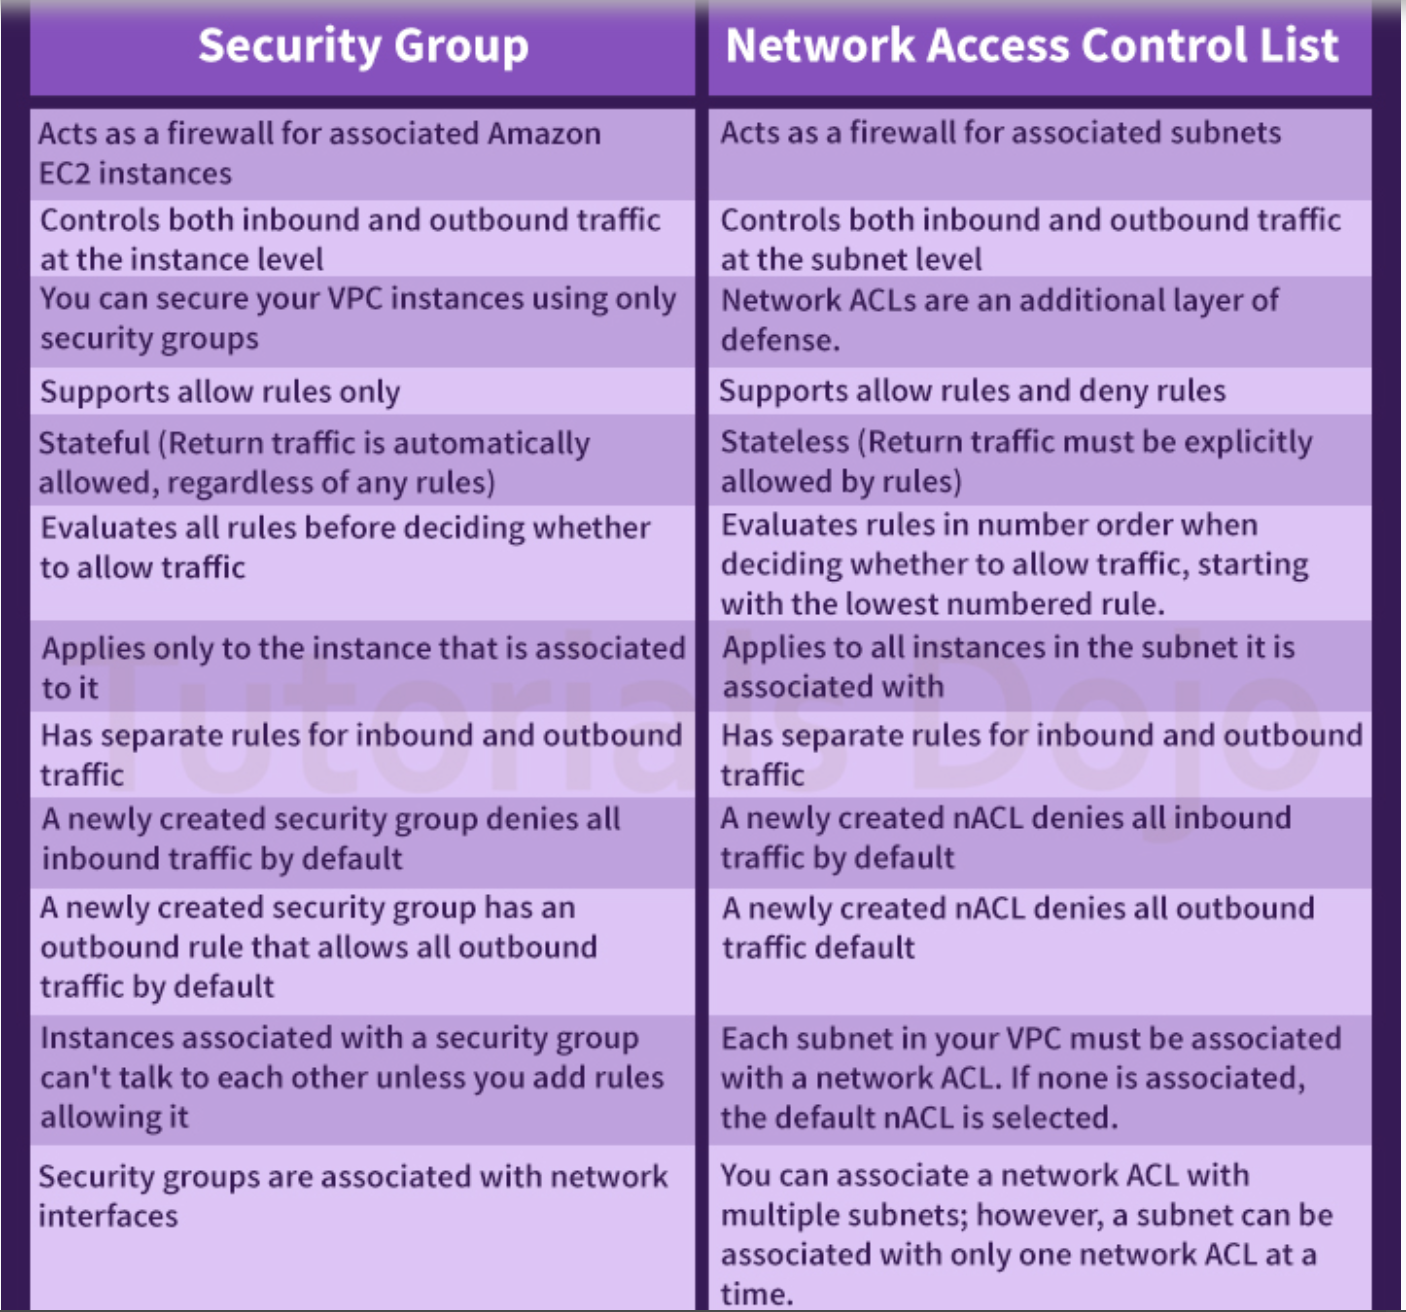 Security Group
Network Access Control List
Acts as a firewall for associated Amazon
EC2 instances
Acts as a firewall for associated subnets
Controls both inbound and outbound traffic
at the instance level
Controls both inbound and outbound traffic
at the subnet level
You can secure your VPC instances using only
security groups
Network ACLs are an additional layer of
defense.
Supports allow rules only
Supports allow rules and deny rules
Stateful (Return traffic is automatically
allowed, regardless of any rules)
Stateless (Return traffic must be explicitly
allowed by rules)
Evaluates all rules before deciding whether
to allow traffic
Evaluates rules in number order when
deciding whether to allow traffic, starting
with the lowest numbered rule.
Applies only to the instance that is associated
to it
Applies to all instances in the subnet it is
associated with
Tutorials Dojo
Has separate rules for inbound and outbound
traffic
Has separate rules for inbound and outbound
traffic
A newly created security group denies all
inbound traffic by default
A newly created nACL denies all inbound
traffic by default
A newly created security group has an
outbound rule that allows all outbound
traffic by default
A newly created nACL denies all outbound
traffic default
Instances associated with a security group
can't talk to each other unless you add rules
allowing it
Each subnet in your VPC must be associated
with a network ACL. If none is associated,
the default nACL is selected.
Security groups are associated with network
interfaces
You can associate a network ACL with
multiple subnets; however, a subnet can be
associated with only one network ACL at a
time.